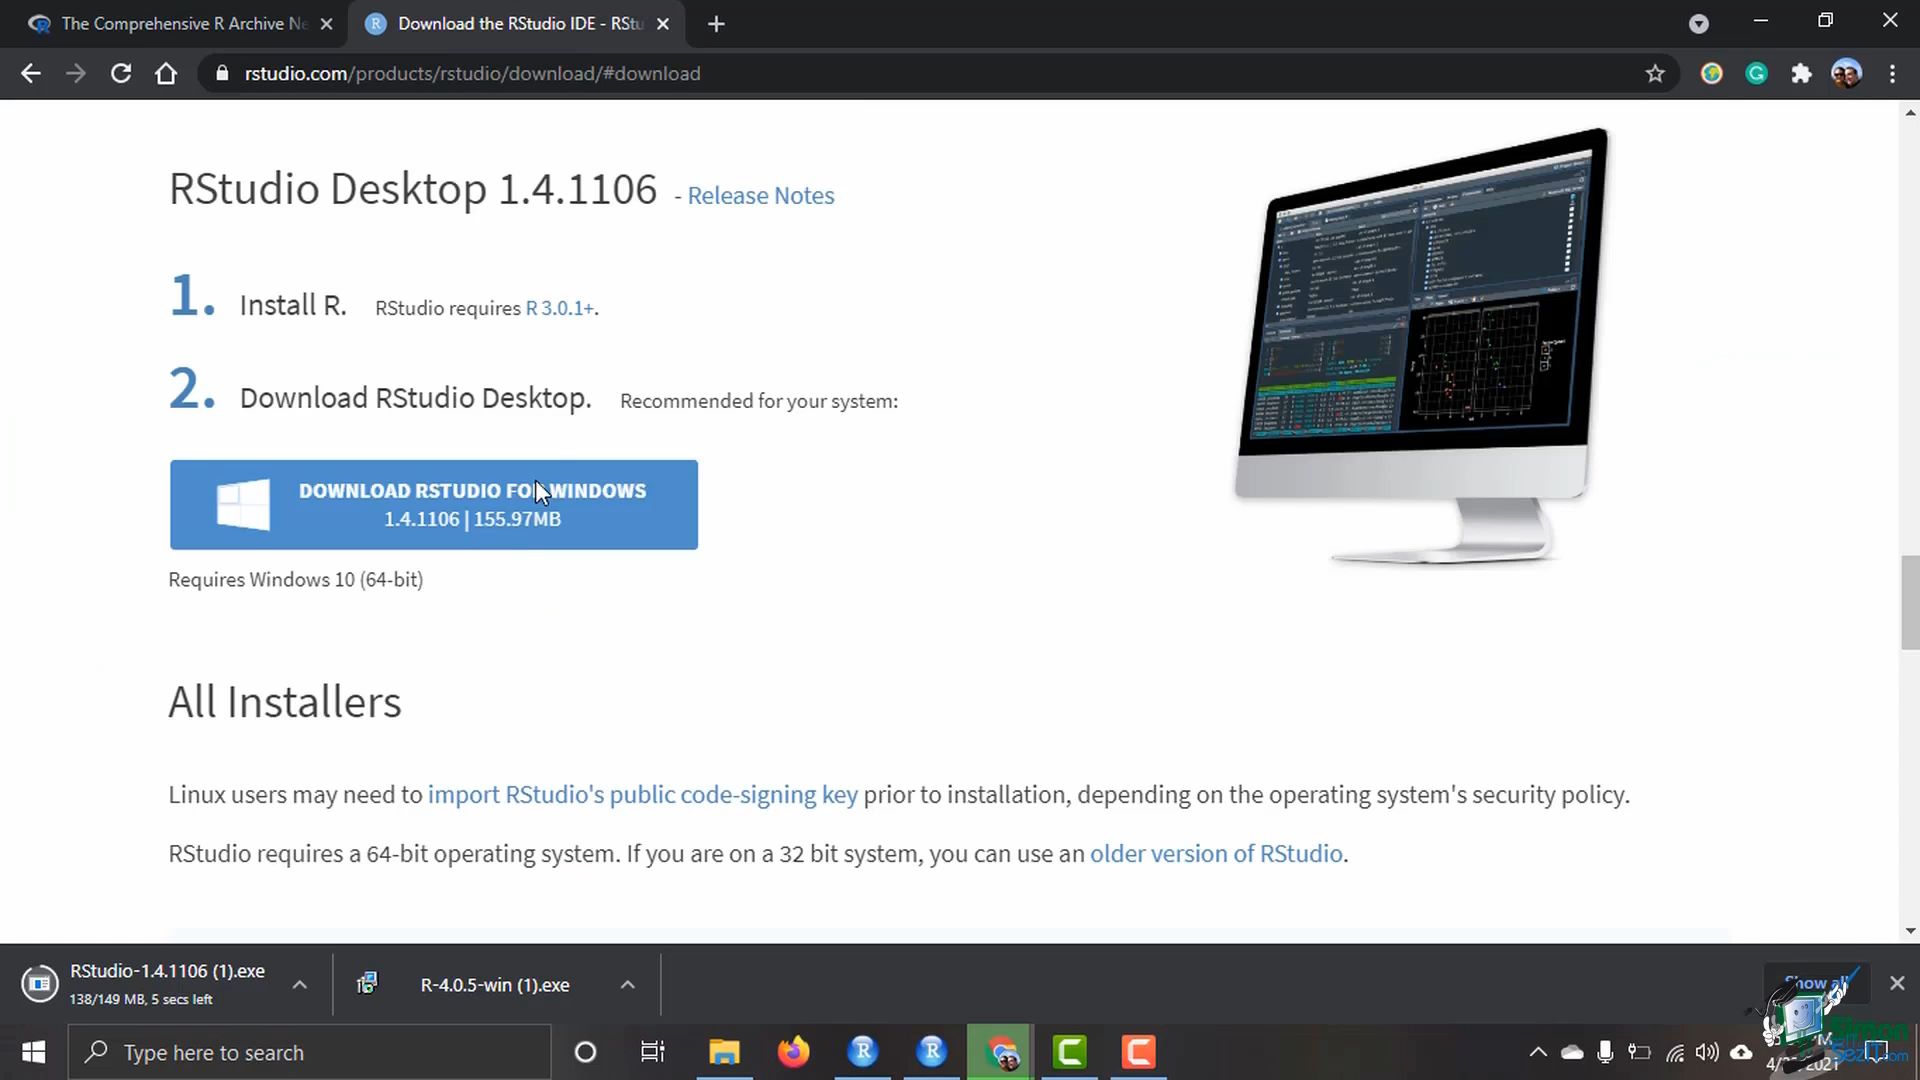 The Comprehensive R Archive Ne
Download the RStudio IDE - RStu
rstudio.com/products/rstudio/download/#download
RStudio Desktop 1.4.1106 - Release Notes
1. Install R. RStudio requires R 3.0.1+.
2. Download RStudio Desktop. Recommended for your system:
DOWNLOAD RSTUDIO FOR WINDOWS
1.4.1106 | 155.97MB
Requires Windows 10 (64-bit)
All Installers
Linux users may need to import RStudio's public code-signing key prior to installation, depending on the operating system's security policy.
RStudio requires a 64-bit operating system. If you are on a 32 bit system, you can use an older version of RStudio.
RStudio-1.4.1106 (1).exe
138/149 MB, 5 secs left
R-4.0.5-win (1).exe
Show all
Type here to search
Simon
SezIT.com